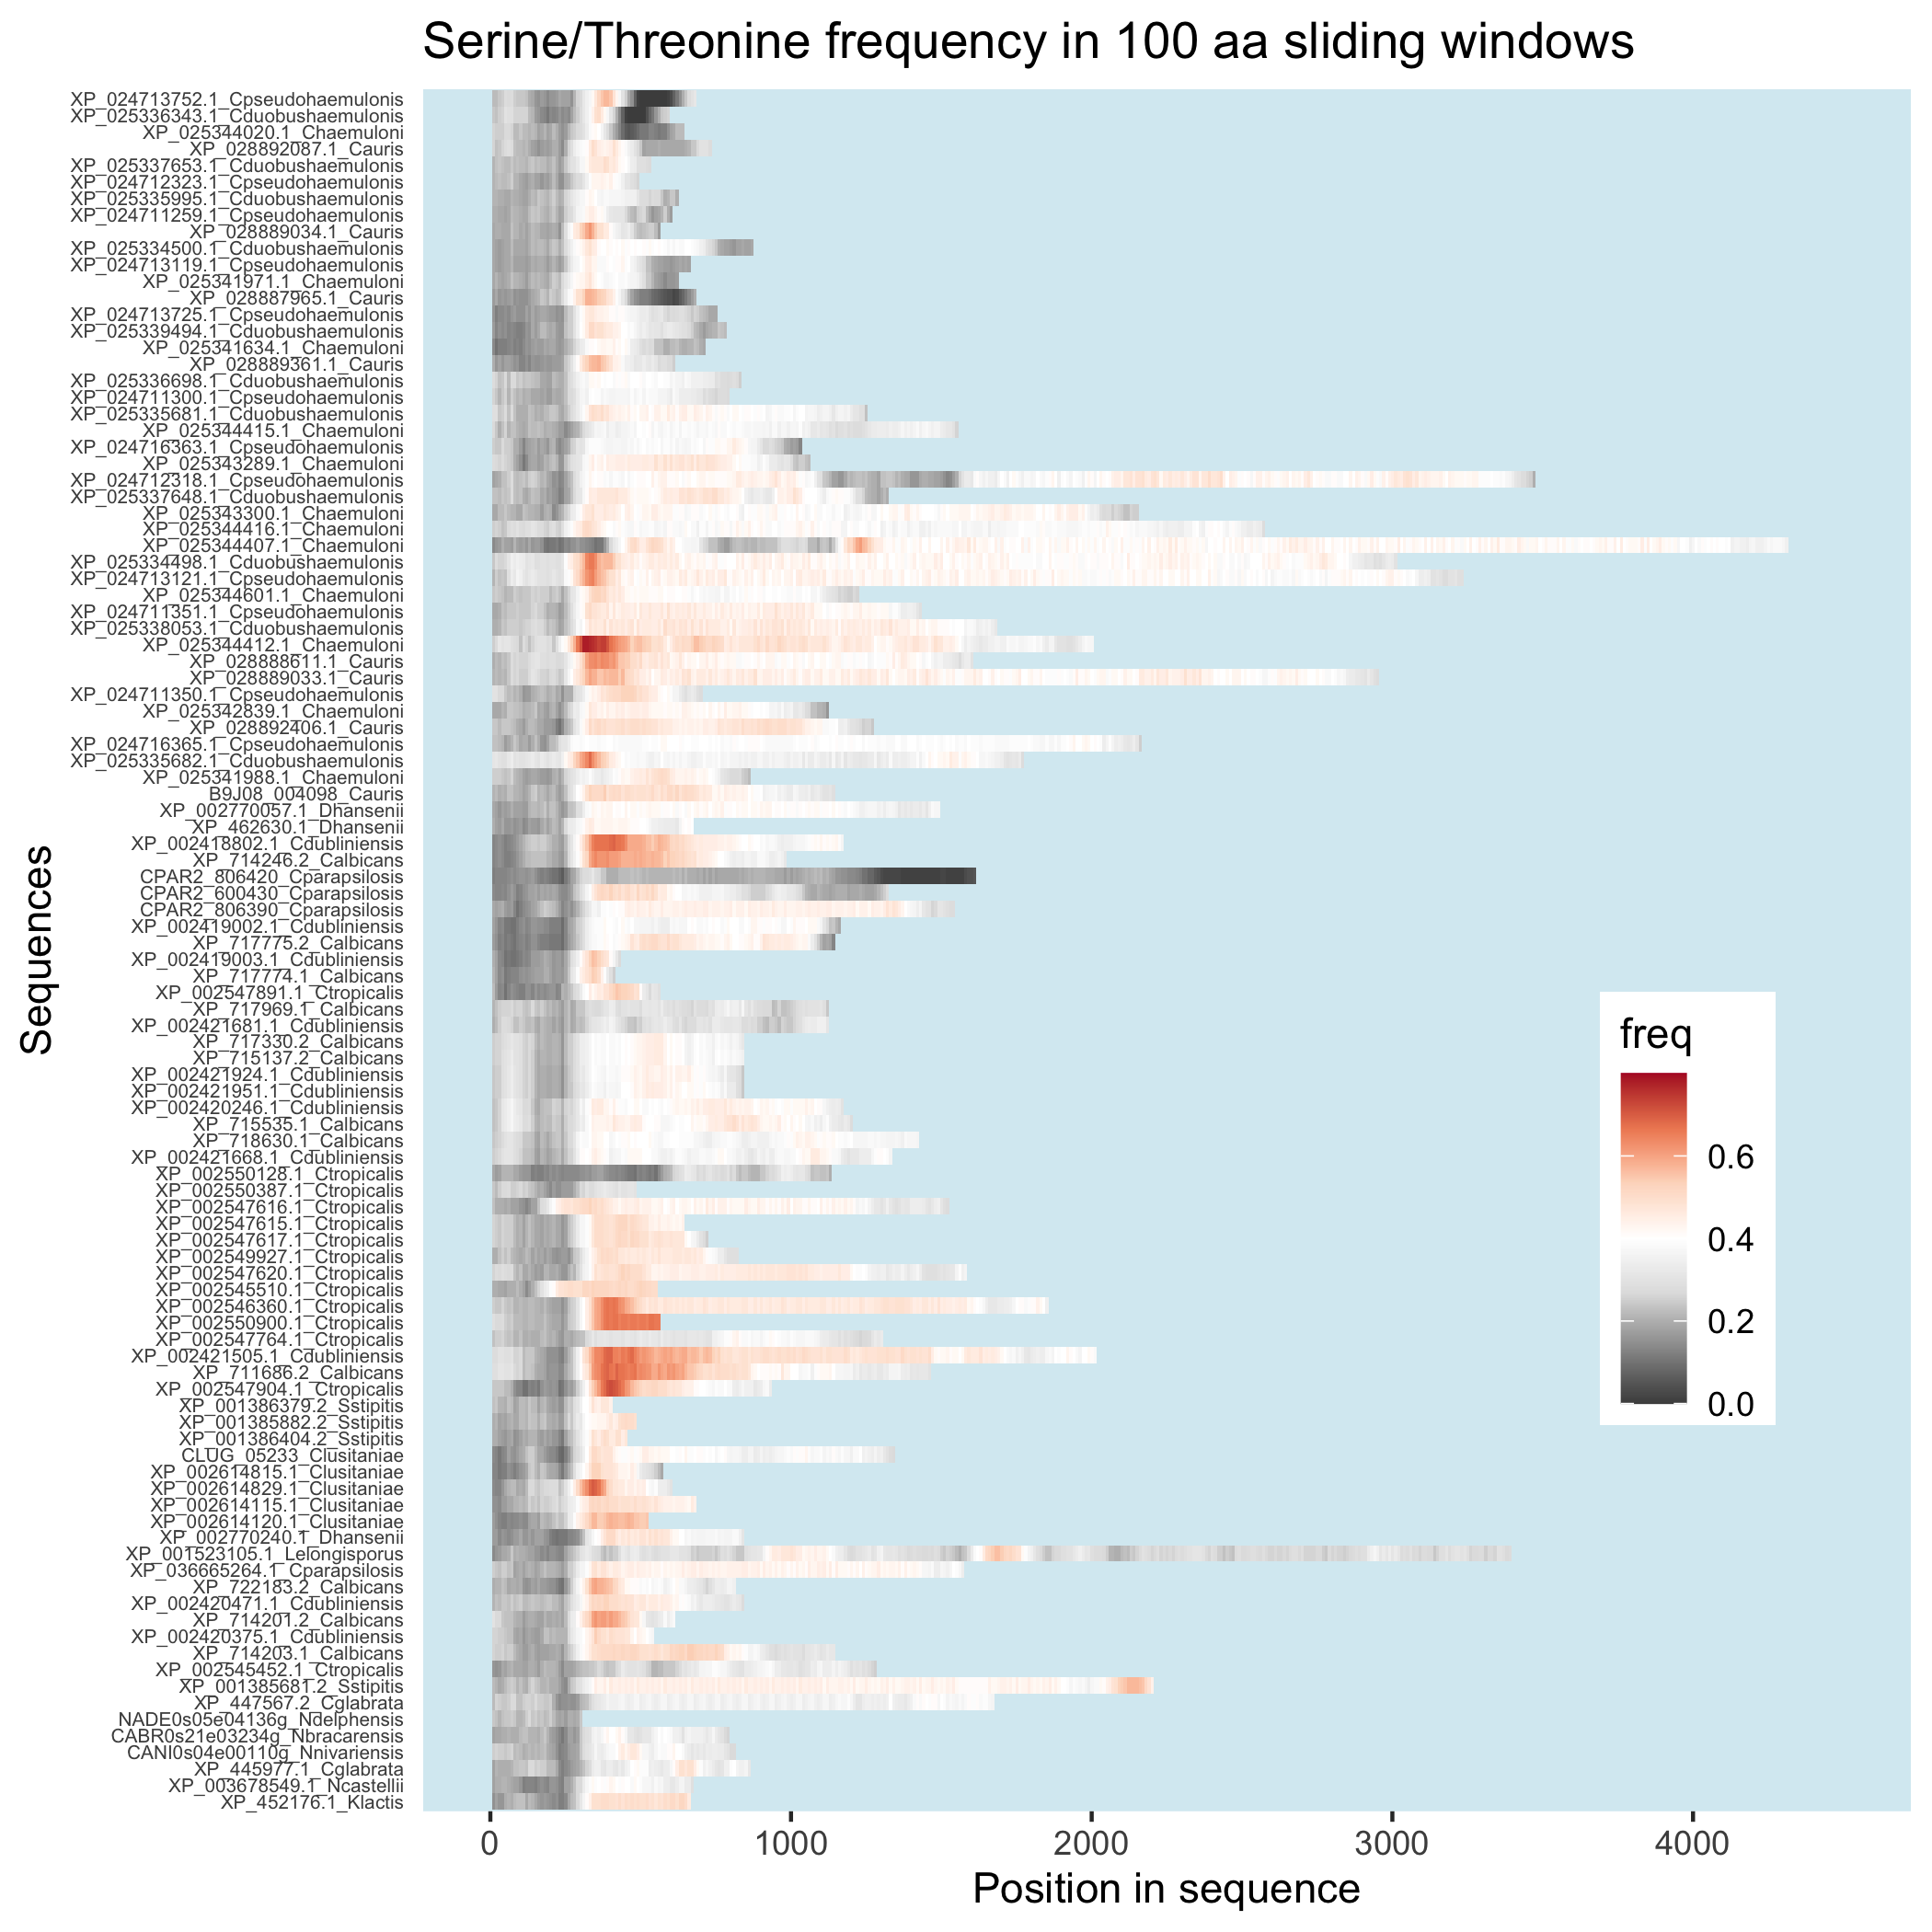 Serine/Threonine frequency in 100 aa sliding windows
XP_024713752.1_Cpseudohaemulonis
XP_025336343.1_Cduobushaemulonis
XP_025344020.1_Chaemuloni
XP_028892087.1_Cauris
XP_025337653.1_Cduobushaemulonis
XP_024712323.1_Cpseudohaemulonis
XP_025335995.1_Cduobushaemulonis
XP_024711259.1_Cpseudohaemulonis
XP_028889034.1_Cauris
XP_025334500.1_Cduobushaemulonis
XP_024713119.1_Cpseudohaemulonis
XP_025341971.1_Chaemuloni
XP_028887965.1_Cauris
XP_024713725.1_Cpseudohaemulonis
XP_025339494.1_Cduobushaemulonis
XP_025341634.1_Chaemuloni
XP_028889361.1_Cauris
XP_025336698.1_Cduobushaemulonis
XP_024711300.1_Cpseudohaemulonis
XP_025335681.1_Cduobushaemulonis
XP_025344415.1_Chaemuloni
XP_024716363.1_Cpseudohaemulonis
XP_025343289.1_Chaemuloni
XP_024712318.1_Cpseudohaemulonis
XP_025337648.1_Cduobushaemulonis
XP_025343300.1_Chaemuloni
XP_025344416.1_Chaemuloni
XP_025344407.1_Chaemuloni
XP_025334498.1_Cduobushaemulonis
XP_024713121.1_Cpseudohaemulonis
XP_025344601.1_Chaemuloni
XP_024711351.1_Cpseudohaemulonis
XP_025338053.1_Cduobushaemulonis
XP_025344412.1_Chaemuloni
XP_028888611.1_Cauris
XP_028889033.1_Cauris
XP_024711350.1_Cpseudohaemulonis
XP_025342839.1_Chaemuloni
XP_028892406.1_Cauris
XP_024716365.1_Cpseudohaemulonis
XP_025335682.1_Cduobushaemulonis
XP_025341988.1_Chaemuloni
B9J08_004098_Cauris
XP_002770057.1_Dhansenii
XP_462630.1_Dhansenii
XP_002418802.1_Cdubliniensis
XP_714246.2_Calbicans
CPAR2_806420_Cparapsilosis
CPAR2_600430_Cparapsilosis
CPAR2_806390_Cparapsilosis
XP_002419002.1_Cdubliniensis
XP_717775.2_Calbicans
XP_002419003.1_Cdubliniensis
XP_717774.1_Calbicans
XP_002547891.1_Ctropicalis
XP_717969.1_Calbicans
XP_002421681.1_Cdubliniensis
XP_717330.2_Calbicans
XP_715137.2_Calbicans
XP_002421924.1_Cdubliniensis
XP_002421951.1_Cdubliniensis
XP_002420246.1_Cdubliniensis
XP_715535.1_Calbicans
XP_718630.1_Calbicans
XP_002421668.1_Cdubliniensis
XP_002550128.1_Ctropicalis
XP_002550387.1_Ctropicalis
XP_002547616.1_Ctropicalis
XP_002547615.1_Ctropicalis
XP_002547617.1_Ctropicalis
XP_002549927.1_Ctropicalis
XP_002547620.1_Ctropicalis
XP_002545510.1_Ctropicalis
XP_002546360.1_Ctropicalis
XP_002550900.1_Ctropicalis
XP_002547764.1_Ctropicalis
XP_002421505.1_Cdubliniensis
XP_711686.2_Calbicans
XP_002547904.1_Ctropicalis
XP_001386379.2_Sstipitis
XP_001385882.2_Sstipitis
XP_001386404.2_Sstipitis
CLUG_05233_Clusitaniae
XP_002614815.1_Clusitaniae
XP_002614829.1_Clusitaniae
XP_002614115.1_Clusitaniae
XP_002614120.1_Clusitaniae
XP_002770240.1_Dhansenii
XP_001523105.1_Lelongisporus
XP_036665264.1_Cparapsilosis
XP_722183.2_Calbicans
XP_002420471.1_Cdubliniensis
XP_714201.2_Calbicans
XP_002420375.1_Cdubliniensis
XP_714203.1_Calbicans
XP_002545452.1_Ctropicalis
XP_001385681.2_Sstipitis
XP_447567.2_Cglabrata
NADE0s05e04136g_Ndelphensis
CABR0s21e03234g_Nbracarensis
CANI0s04e00110g_Nnivariensis
XP_445977.1_Cglabrata
XP_003678549.1_Ncastellii
XP_452176.1_Klactis
Sequences
freq
0.6
0.4
0.2
0.0
0 1000 2000 3000 4000
Position in sequence